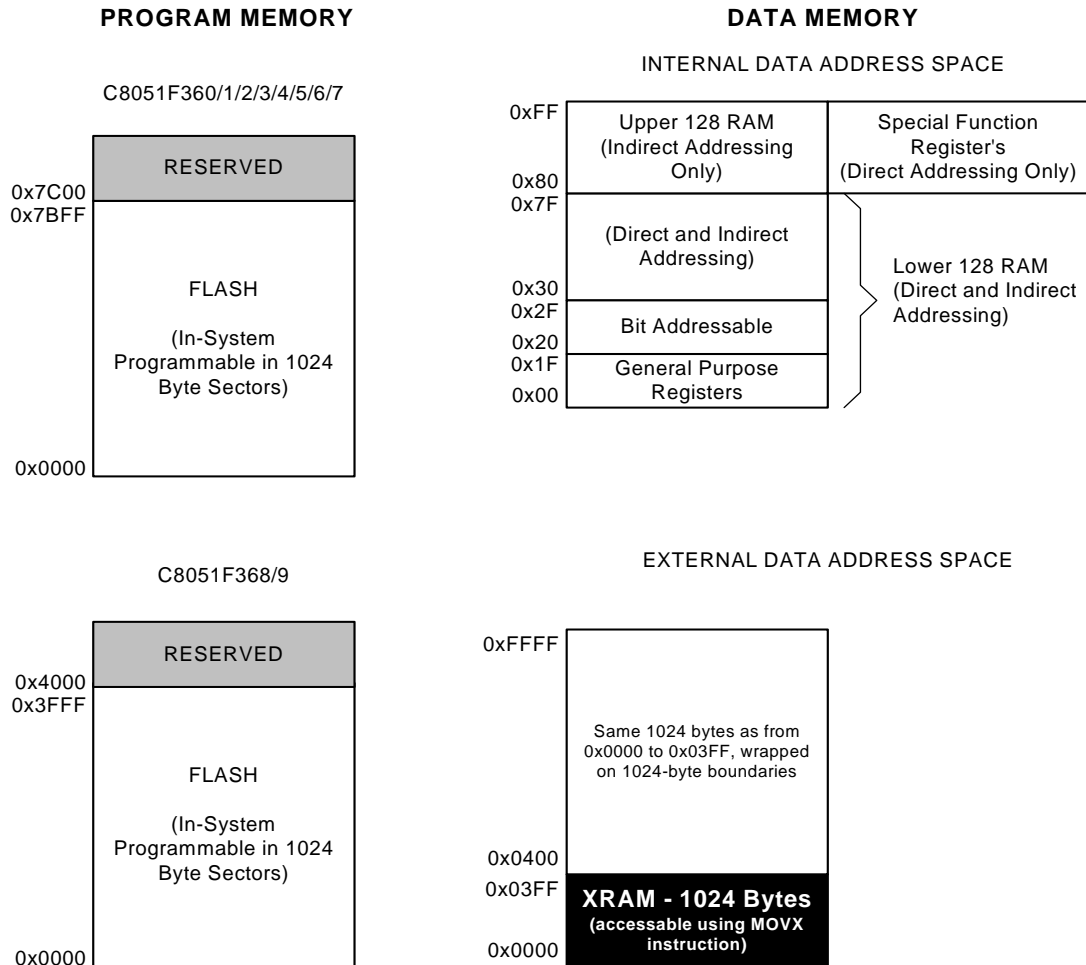 PROGRAM MEMORY
C8051F360/1/2/3/4/5/6/7
RESERVED
0x7C00
0x7BFF
FLASH
(In-System
Programmable in 1024
Byte Sectors)
0x0000
C8051F368/9
RESERVED
0x4000
0x3FFF
FLASH
(In-System
Programmable in 1024
Byte Sectors)
0x0000
DATA MEMORY
INTERNAL DATA ADDRESS SPACE
0xFF
Upper 128 RAM
(Indirect Addressing
Only)
0x80
Special Function
Register's
(Direct Addressing Only)
0x7F
(Direct and Indirect
Addressing)
0x30
0x2F
Bit Addressable
0x20
0x1F
General Purpose
Registers
0x00
Lower 128 RAM
(Direct and Indirect
Addressing)
EXTERNAL DATA ADDRESS SPACE
0xFFFF
Same 1024 bytes as from
0x0000 to 0x03FF, wrapped
on 1024-byte boundaries
0x0400
0x03FF
XRAM - 1024 Bytes
(accessable using MOVX
instruction)
0x0000